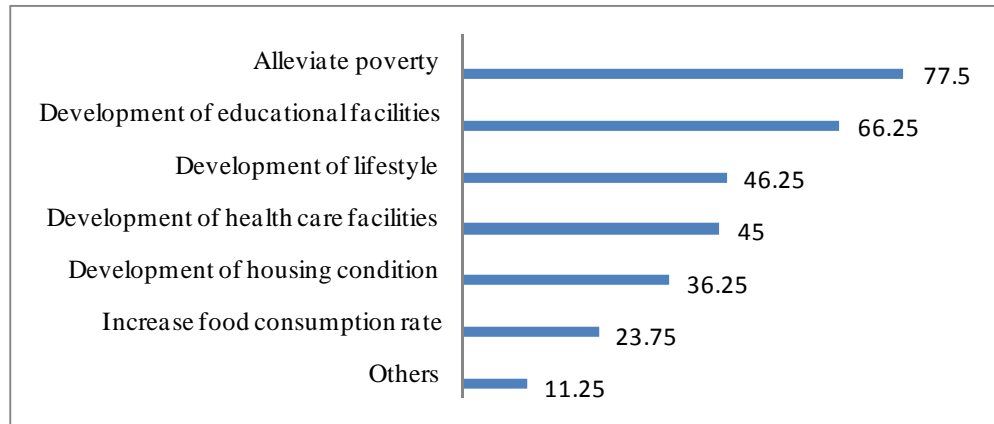 Alleviate poverty
77.5
Development of educational facilities
66.25
Development of lifestyle
46.25
Development of health care facilities
45
Development of housing condition
36.25
Increase food consumption rate
23.75
Others
11.25